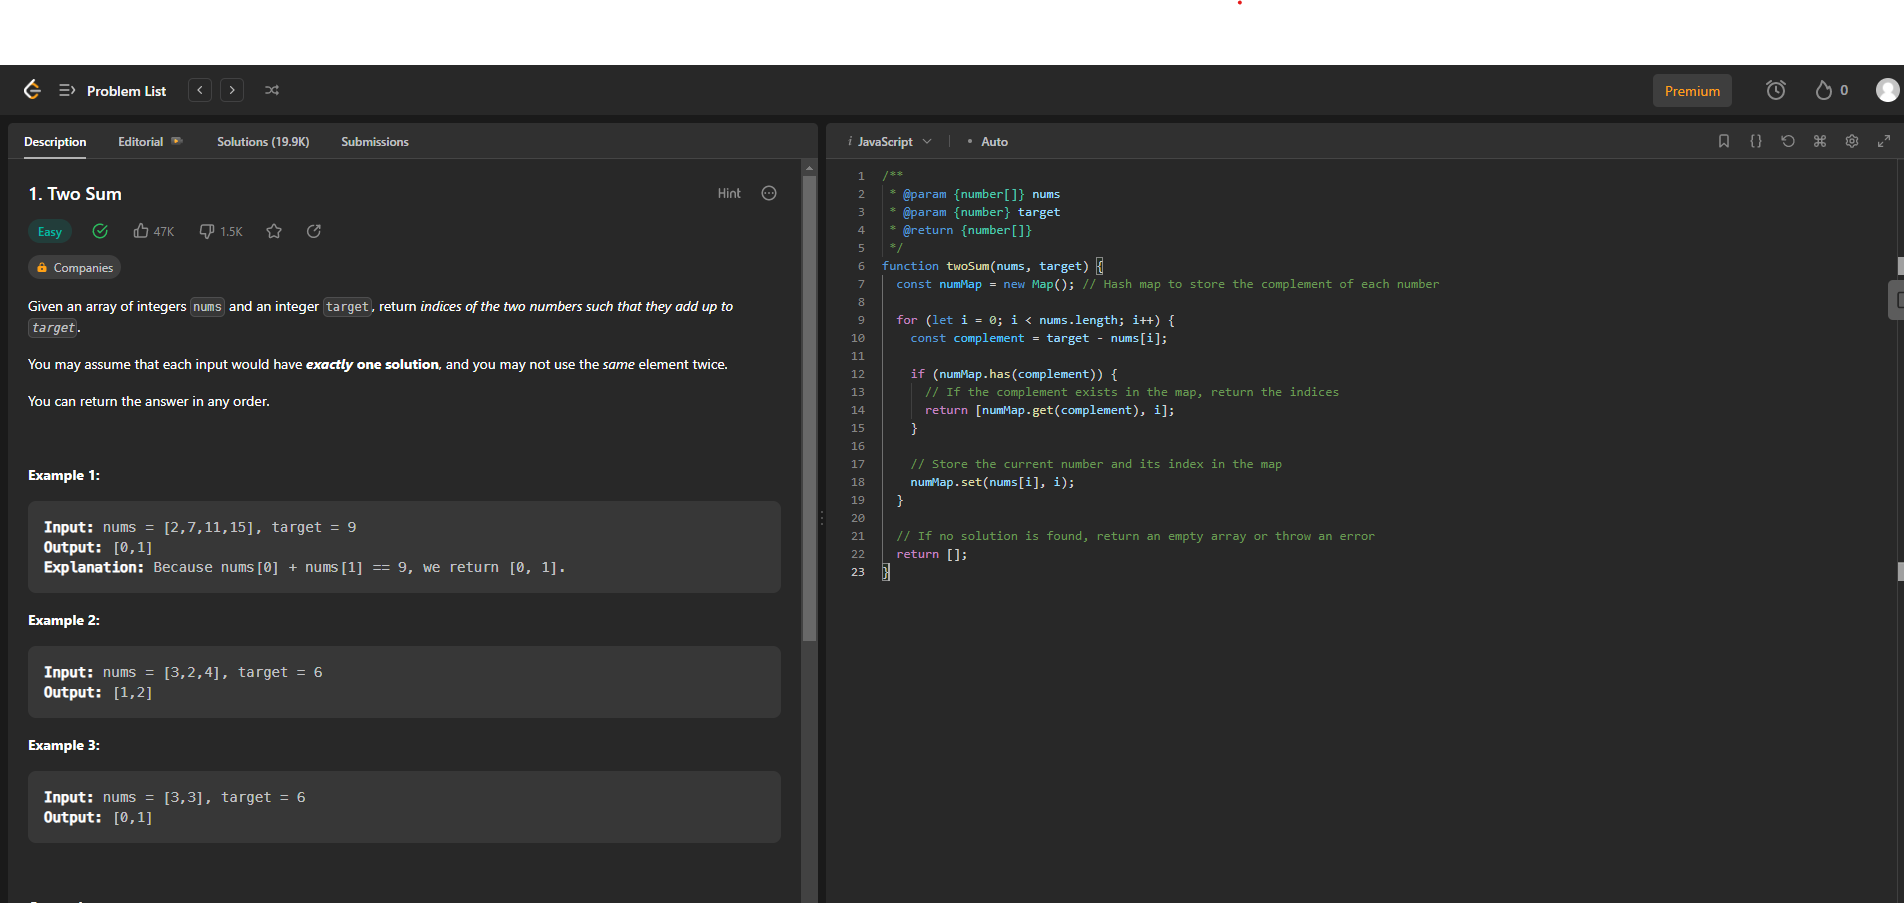 Problem List
Premium
0
Description Editorial Solutions (19.9K) Submissions
1. Two Sum
Hint
Easy 47K 1.5K
Companies
Given an array of integers nums and an integer target, return indices of the two numbers such that they add up to
target.
You may assume that each input would have exactly one solution, and you may not use the same element twice.
You can return the answer in any order.
Example 1:
Input: nums = [2,7,11,15], target = 9
Output: [0,1]
Explanation: Because nums[0] + nums[1] == 9, we return [0, 1].
Example 2:
Input: nums = [3,2,4], target = 6
Output: [1,2]
Example 3:
Input: nums = [3,3], target = 6
Output: [0,1]
i JavaScript • Auto
1 /**
2  * @param {number[]} nums
3  * @param {number} target
4  * @return {number[]}
5  */
6 function twoSum(nums, target) {
7   const numMap = new Map(); // Hash map to store the complement of each number
8
9   for (let i = 0; i < nums.length; i++) {
10     const complement = target - nums[i];
11
12     if (numMap.has(complement)) {
13       // If the complement exists in the map, return the indices
14       return [numMap.get(complement), i];
15     }
16
17     // Store the current number and its index in the map
18     numMap.set(nums[i], i);
19   }
20
21   // If no solution is found, return an empty array or throw an error
22   return [];
23 }